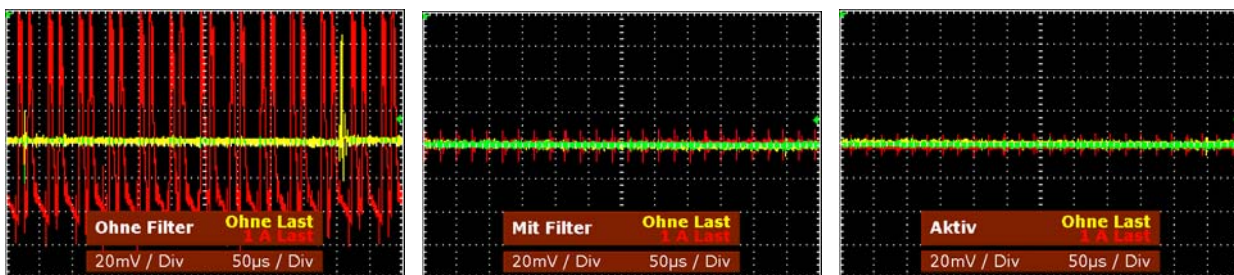 Ohne Filter
Ohne Last
1 A Last
20mV / Div
50µs / Div
Mit Filter
Ohne Last
1 A Last
20mV / Div
50µs / Div
Aktiv
Ohne Last
1 A Last
20mV / Div
50µs / Div